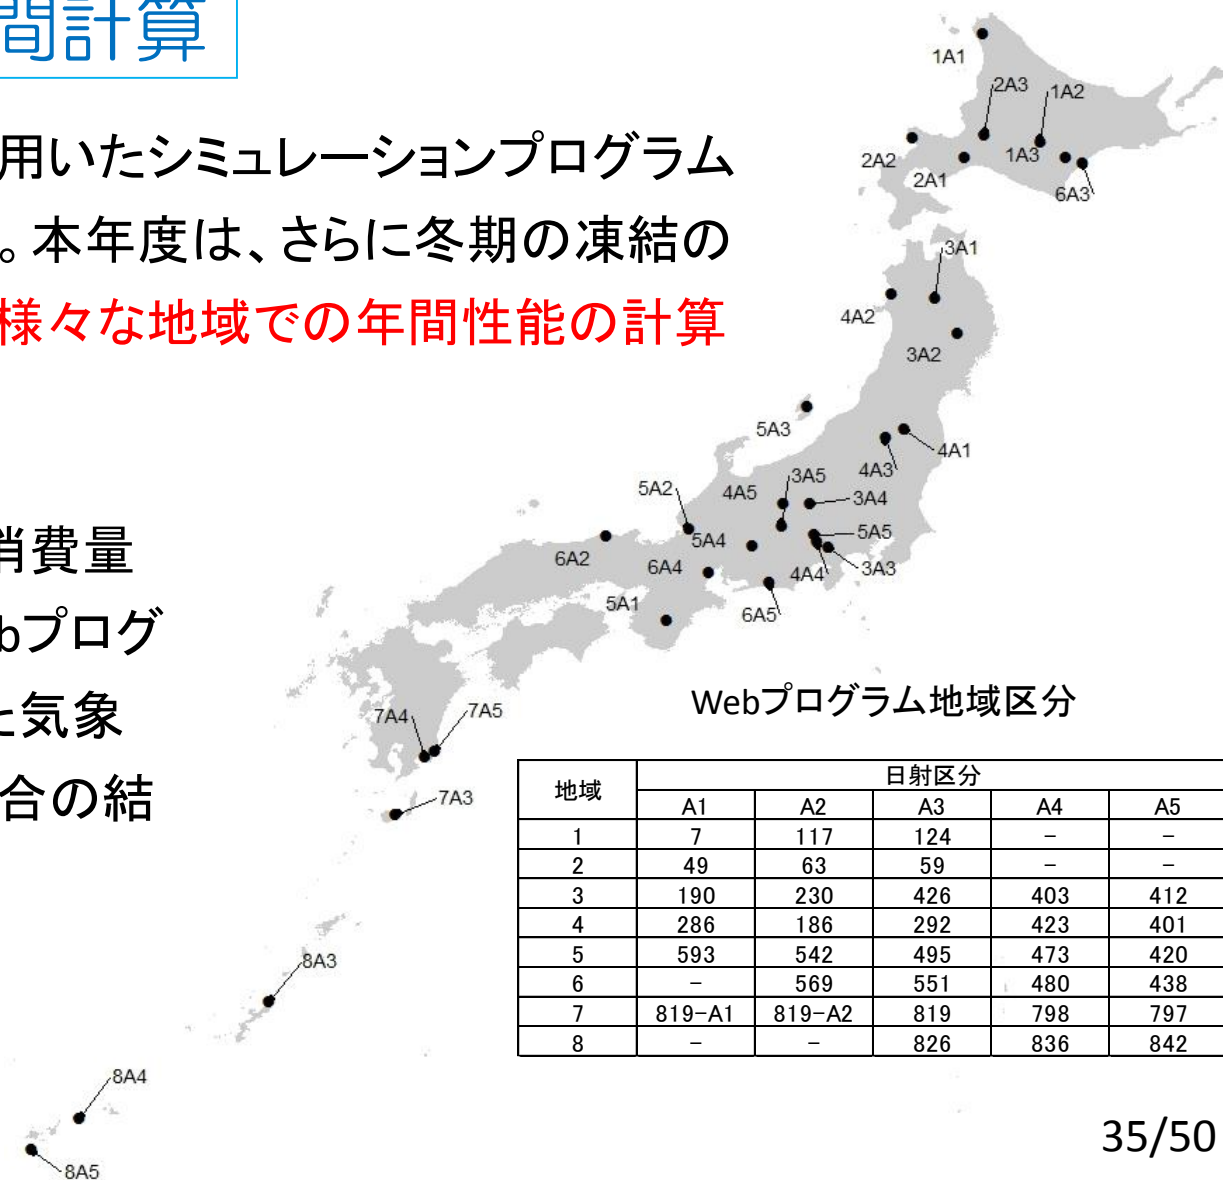 間計算
用いたシミュレーションプログラム
。本年度は、さらに冬期の凍結の
様々な地域での年間性能の計算
消費量
bプログ
た気象
合の結
1A1
2A3
1A2
2A2
2A1
1A3
6A3
3A1
4A2
3A2
5A3
4A1
4A3
3A5
5A2
4A5
3A4
5A4
5A5
6A2
6A4
4A4
3A3
5A1
6A5
7A4
7A5
7A3
8A3
8A4
8A5
Webプログラム地域区分
地域 日射区分
A1 A2 A3 A4 A5
1 7 117 124 － －
2 49 63 59 － －
3 190 230 426 403 412
4 286 186 292 423 401
5 593 542 495 473 420
6 － 569 551 480 438
7 819-A1 819-A2 819 798 797
8 － － 826 836 842
35/50